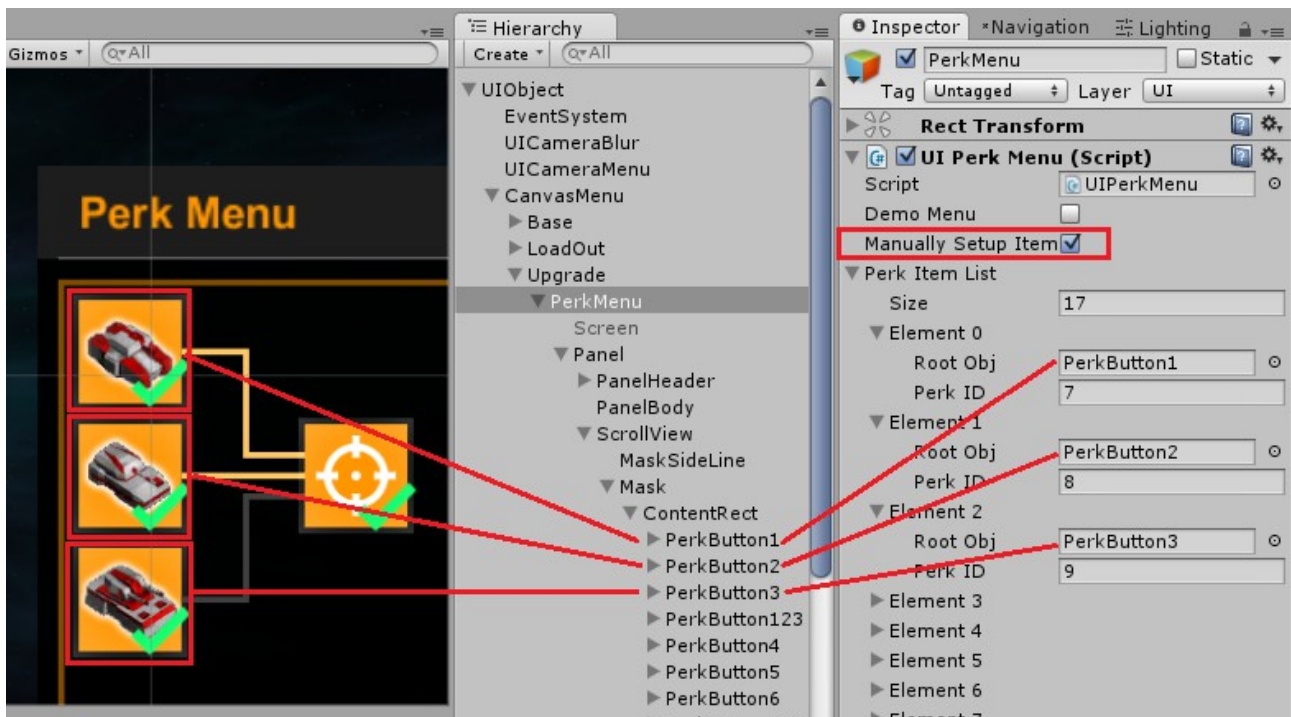 Gizmos
All
Perk Menu
Hierarchy
Create
All
UIObject
EventSystem
UICameraBlur
UICameraMenu
CanvasMenu
Base
LoadOut
Upgrade
PerkMenu
Screen
Panel
PanelHeader
PanelBody
ScrollView
MaskSideLine
Mask
ContentRect
PerkButton1
PerkButton2
PerkButton3
PerkButton123
PerkButton4
PerkButton5
PerkButton6
Inspector Navigation Lighting
PerkMenu Static
Tag Untagged Layer UI
Rect Transform
UI Perk Menu (Script)
Script UIPerkMenu
Demo Menu
Manually Setup Item
Perk Item List
Size 17
Element 0
Root Obj PerkButton1
Perk ID 7
Element 1
Root Obj PerkButton2
Perk ID 8
Element 2
Root Obj PerkButton3
Perk ID 9
Element 3
Element 4
Element 5
Element 6
Element 7